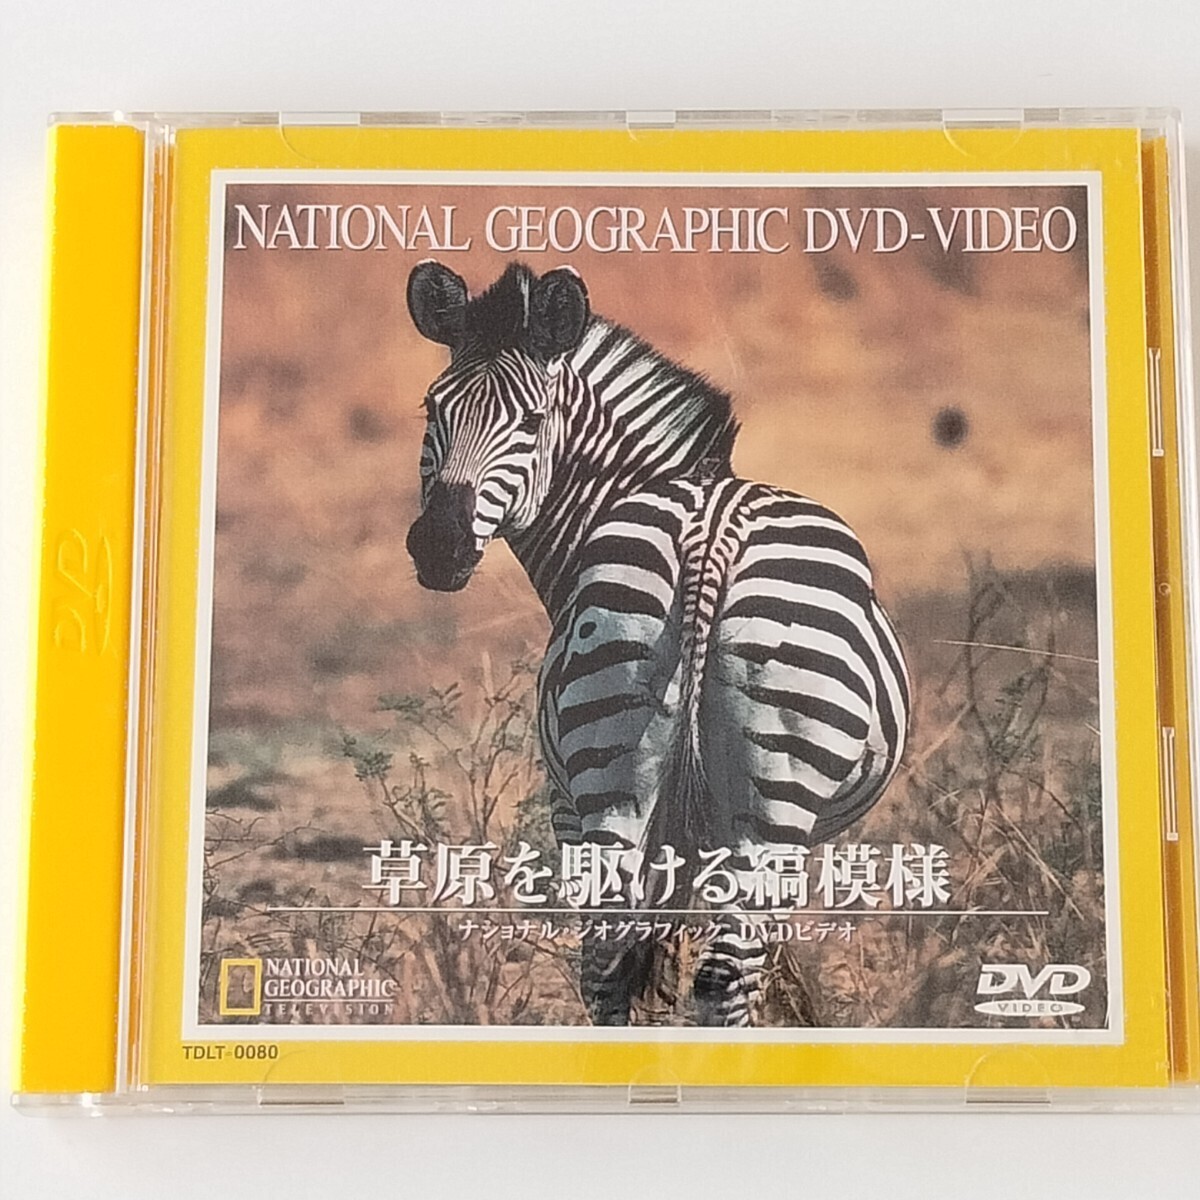 NATIONAL GEOGRAPHIC DVD-VIDEO
草原を駆ける縞模様
ナショナル・ジオグラフィック DVDビデオ
NATIONAL
GEOGRAPHIC
TELEVISION
DVD
VIDEO
TDLT-0080
DVD